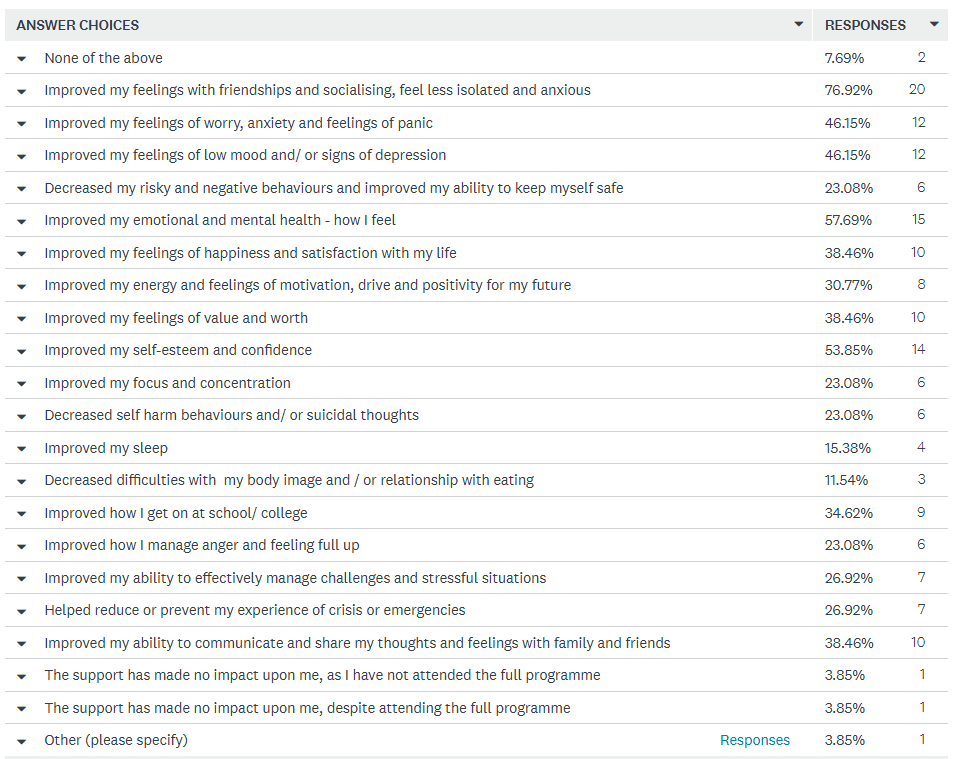 ANSWER CHOICES RESPONSES
None of the above 7.69% 2
Improved my feelings with friendships and socialising, feel less isolated and anxious 76.92% 20
Improved my feelings of worry, anxiety and feelings of panic 46.15% 12
Improved my feelings of low mood and/ or signs of depression 46.15% 12
Decreased my risky and negative behaviours and improved my ability to keep myself safe 23.08% 6
Improved my emotional and mental health - how I feel 57.69% 15
Improved my feelings of happiness and satisfaction with my life 38.46% 10
Improved my energy and feelings of motivation, drive and positivity for my future 30.77% 8
Improved my feelings of value and worth 38.46% 10
Improved my self-esteem and confidence 53.85% 14
Improved my focus and concentration 23.08% 6
Decreased self harm behaviours and/ or suicidal thoughts 23.08% 6
Improved my sleep 15.38% 4
Decreased difficulties with my body image and / or relationship with eating 11.54% 3
Improved how I get on at school/ college 34.62% 9
Improved how I manage anger and feeling full up 23.08% 6
Improved my ability to effectively manage challenges and stressful situations 26.92% 7
Helped reduce or prevent my experience of crisis or emergencies 26.92% 7
Improved my ability to communicate and share my thoughts and feelings with family and friends 38.46% 10
The support has made no impact upon me, as I have not attended the full programme 3.85% 1
The support has made no impact upon me, despite attending the full programme 3.85% 1
Other (please specify) Responses 3.85% 1